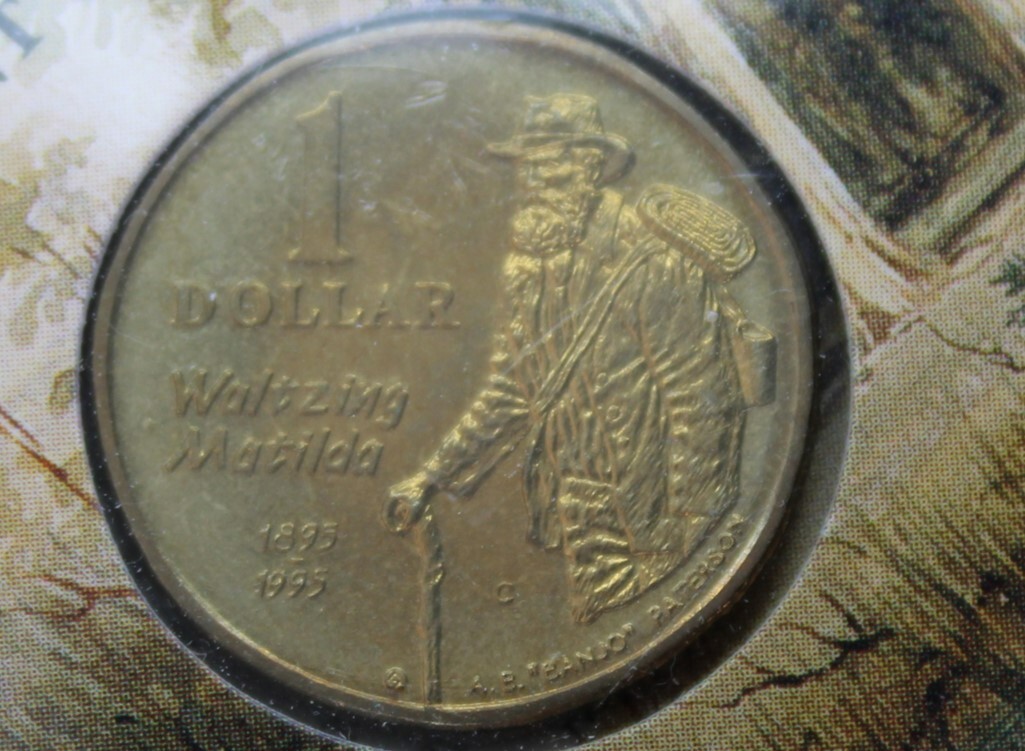 1
DOLLAR
Waltzing
Matilda
1895
1995
C
A. B. "BANJO" PATERSON